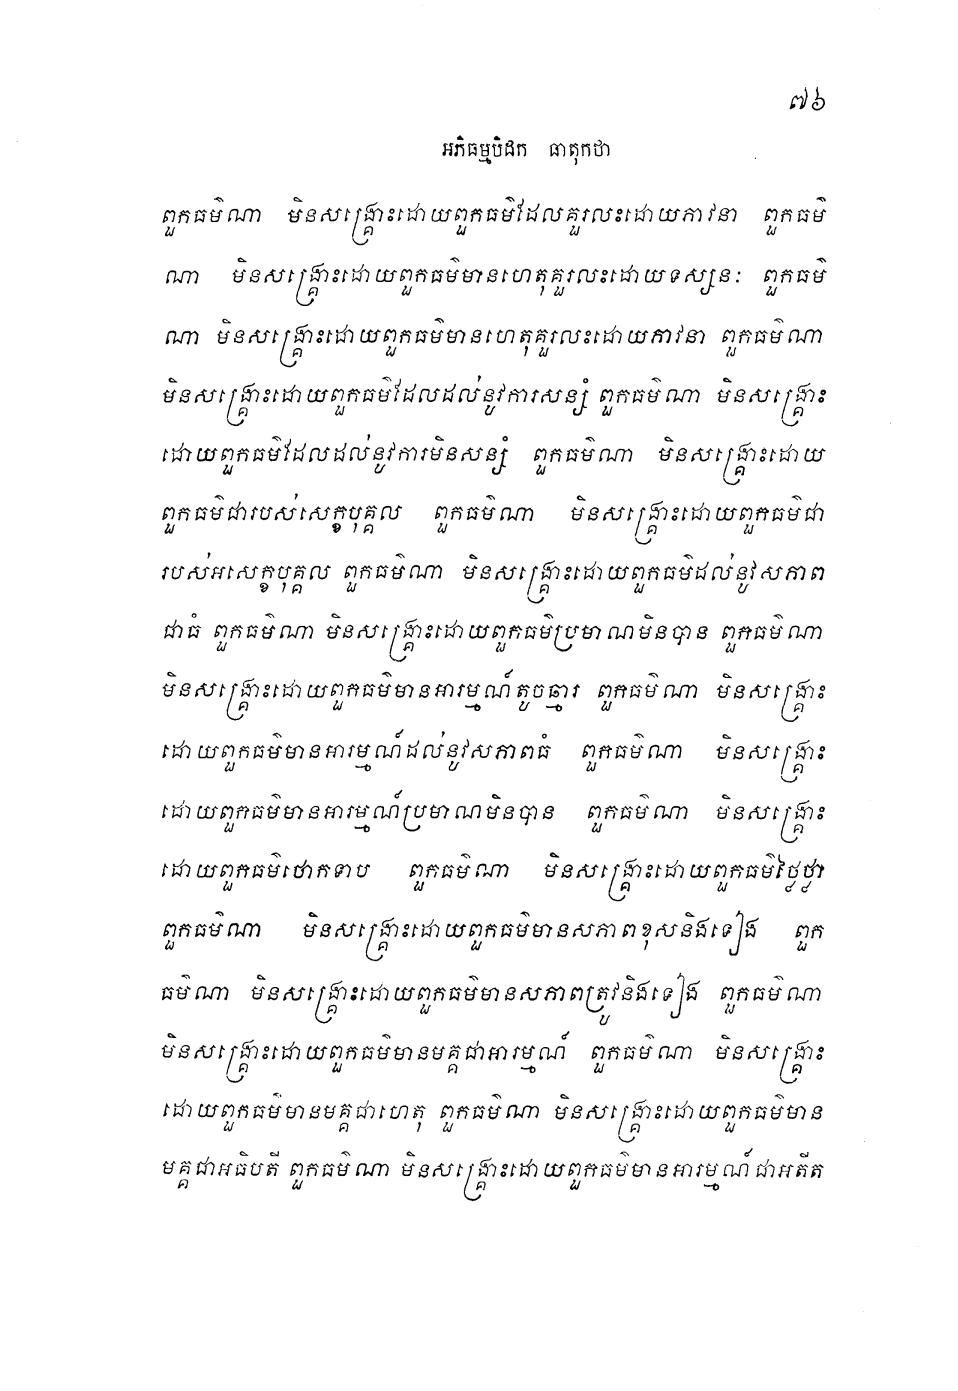 ៧៦
អភិធម្មបិដក ធាតុកថា
ពួកធម៌ណា មិនសង្គ្រោះដោយពួកធម៌ដែលគួរលះដោយភាវនា ពួកធម៌
ណា មិនសង្គ្រោះដោយពួកធម៌មានហេតុគួរលះដោយទស្សនៈ ពួកធម៌
ណា មិនសង្គ្រោះដោយពួកធម៌មានហេតុគួរលះដោយភាវនា ពួកធម៌ណា
មិនសង្គ្រោះដោយពួកធម៌ដែលដល់នូវការសន្សំ ពួកធម៌ណា មិនសង្គ្រោះ
ដោយពួកធម៌ដែលដល់នូវការមិនសន្សំ ពួកធម៌ណា មិនសង្គ្រោះដោយ
ពួកធម៌ជារបស់សេក្ខបុគ្គល ពួកធម៌ណា មិនសង្គ្រោះដោយពួកធម៌ជា
របស់អសេក្ខបុគ្គល ពួកធម៌ណា មិនសង្គ្រោះដោយពួកធម៌ដល់នូវសភាព
ជាធំ ពួកធម៌ណា មិនសង្គ្រោះដោយពួកធម៌ប្រមាណមិនបាន ពួកធម៌ណា
មិនសង្គ្រោះដោយពួកធម៌មានអារម្មណ៍តូចឆ្មារ ពួកធម៌ណា មិនសង្គ្រោះ
ដោយពួកធម៌មានអារម្មណ៍ដល់នូវសភាពធំ ពួកធម៌ណា មិនសង្គ្រោះ
ដោយពួកធម៌មានអារម្មណ៍ប្រមាណមិនបាន ពួកធម៌ណា មិនសង្គ្រោះ
ដោយពួកធម៌ថោកទាប ពួកធម៌ណា មិនសង្គ្រោះដោយពួកធម៌ថ្លៃថ្លា
ពួកធម៌ណា មិនសង្គ្រោះដោយពួកធម៌មានសភាពខុសនិងទៀង ពួក
ធម៌ណា មិនសង្គ្រោះដោយពួកធម៌មានសភាពត្រូវនិងទៀង ពួកធម៌ណា
មិនសង្គ្រោះដោយពួកធម៌មានមគ្គជាអារម្មណ៍ ពួកធម៌ណា មិនសង្គ្រោះ
ដោយពួកធម៌មានមគ្គជាហេតុ ពួកធម៌ណា មិនសង្គ្រោះដោយពួកធម៌មាន
មគ្គជាអធិបតី ពួកធម៌ណា មិនសង្គ្រោះដោយពួកធម៌មានអារម្មណ៍ជាអតីត